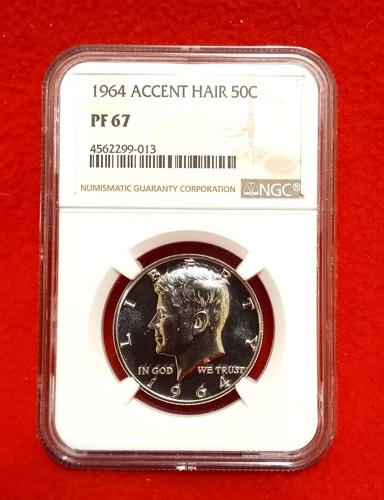 1964 ACCENT HAIR 50C
PF 67
4562299-013
NUMISMATIC GUARANTY CORPORATION NGC®
LIBERTY
IN GOD WE TRUST
1964